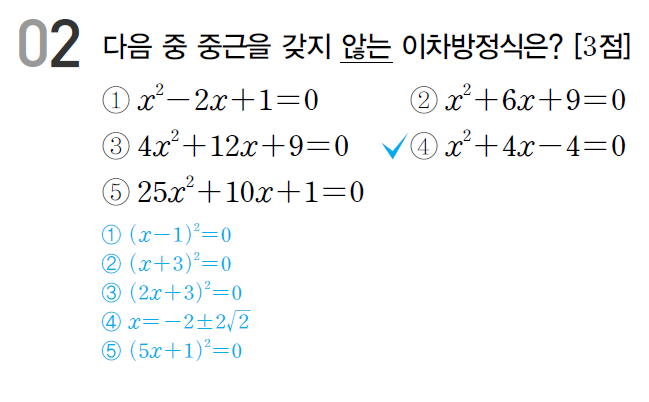 02 다음 중 중근을 갖지 않는 이차방정식은? [3점]
① x²−2x+1=0 ② x²+6x+9=0
③ 4x²+12x+9=0 ✓④ x²+4x−4=0
⑤ 25x²+10x+1=0
① (x−1)²=0
② (x+3)²=0
③ (2x+3)²=0
④ x=−2±2√2
⑤ (5x+1)²=0